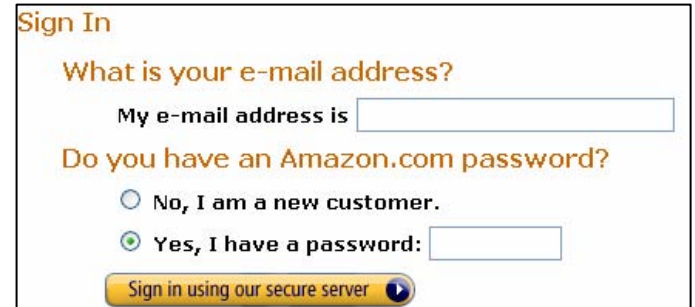 Sign In
What is your e-mail address?
My e-mail address is
Do you have an Amazon.com password?
No, I am a new customer.
Yes, I have a password:
Sign in using our secure server